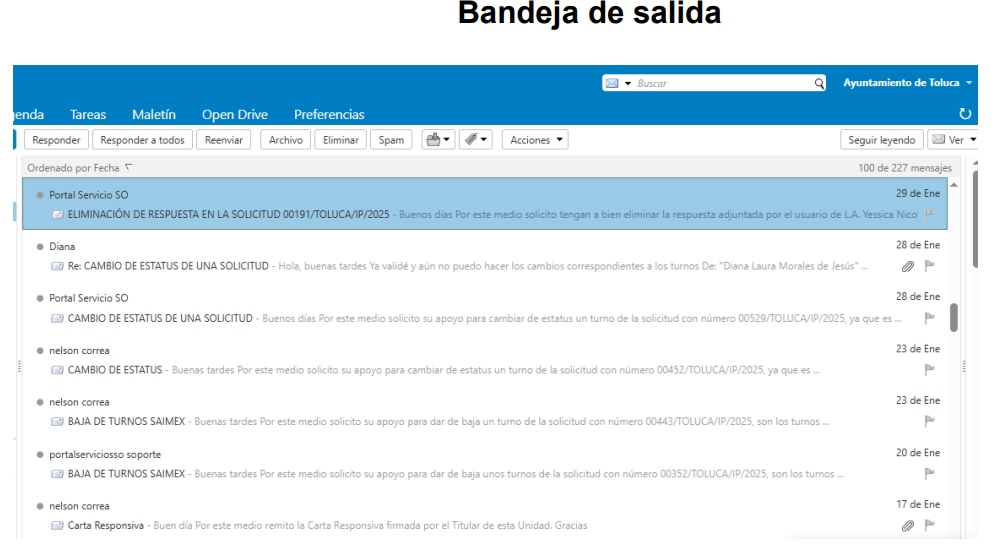 Bandeja de salida
Buscar
Ayuntamiento de Toluca
enda Tareas Maletín Open Drive Preferencias
Responder Responder a todos Reenviar Archivo Eliminar Spam Acciones Seguir leyendo Ver
Ordenado por Fecha 100 de 227 mensajes
Portal Servicio SO 29 de Ene
ELIMINACIÓN DE RESPUESTA EN LA SOLICITUD 00191/TOLUCA/IP/2025 - Buenos días Por este medio solicito tengan a bien eliminar la respuesta adjuntada por el usuario de L.A. Yessica Nico
Diana 28 de Ene
Re: CAMBIO DE ESTATUS DE UNA SOLICITUD - Hola, buenas tardes Ya validé y aún no puedo hacer los cambios correspondientes a los turnos De: "Diana Laura Morales de Jesús" ...
Portal Servicio SO 28 de Ene
CAMBIO DE ESTATUS DE UNA SOLICITUD - Buenos días Por este medio solicito su apoyo para cambiar de estatus un turno de la solicitud con número 00529/TOLUCA/IP/2025, ya que es ...
nelson correa 23 de Ene
CAMBIO DE ESTATUS - Buenas tardes Por este medio solicito su apoyo para cambiar de estatus un turno de la solicitud con número 00452/TOLUCA/IP/2025, ya que es ...
nelson correa 23 de Ene
BAJA DE TURNOS SAIMEX - Buenas tardes Por este medio solicito su apoyo para dar de baja un turno de la solicitud con número 00443/TOLUCA/IP/2025, son los turnos ...
portalserviciosso soporte 20 de Ene
BAJA DE TURNOS SAIMEX - Buenas tardes Por este medio solicito su apoyo para dar de baja unos turnos de la solicitud con número 00352/TOLUCA/IP/2025, son los turnos ...
nelson correa 17 de Ene
Carta Responsiva - Buen día Por este medio remito la Carta Responsiva firmada por el Titular de esta Unidad. Gracias